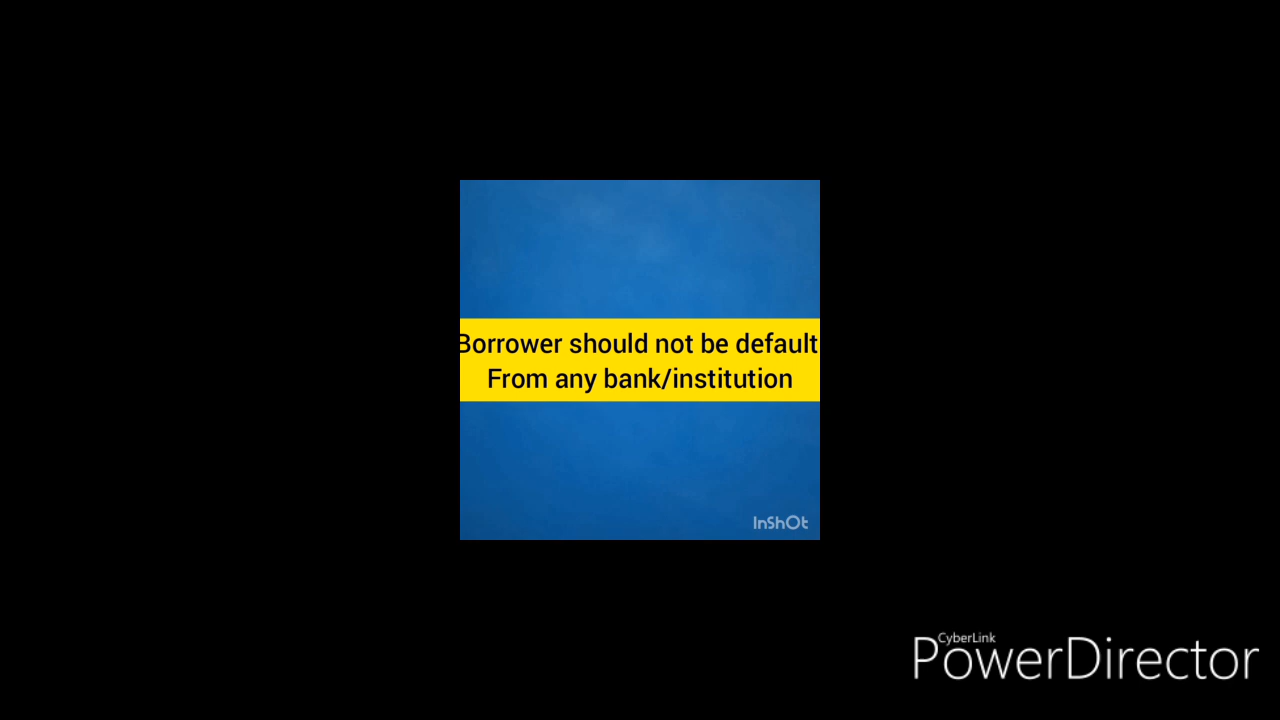 Borrower should not be default
From any bank/institution
InShOt
CyberLink
PowerDirector